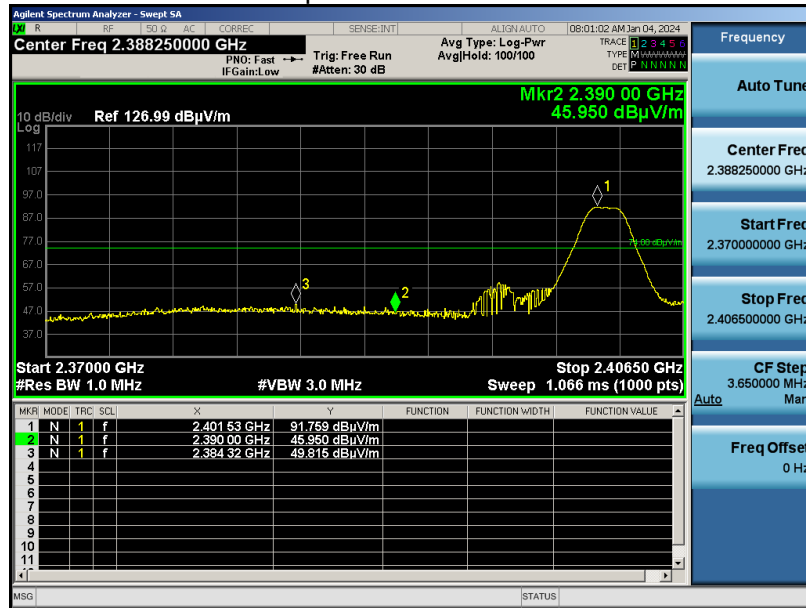 Agilent Spectrum Analyzer - Swept SA
LXI R RF 50 Ω AC CORREC SENSE:INT ALIGN AUTO 08:01:02 AM Jan 04, 2024
Center Freq 2.388250000 GHz
PNO: Fast
IFGain:Low
Trig: Free Run
#Atten: 30 dB
Avg Type: Log-Pwr
Avg|Hold: 100/100
TRACE 1 2 3 4 5 6
TYPE M WWWWW
DET P N N N N N
Mkr2 2.390 00 GHz
45.950 dBµV/m
10 dB/div Ref 126.99 dBµV/m
Log
117
107
97.0
87.0
77.0
67.0
57.0
47.0
37.0
1
2
3
74.00 dBµV/m
Start 2.37000 GHz Stop 2.40650 GHz
#Res BW 1.0 MHz #VBW 3.0 MHz Sweep 1.066 ms (1000 pts)
MKR MODE TRC SCL X Y FUNCTION FUNCTION WIDTH FUNCTION VALUE
1 N 1 f 2.401 53 GHz 91.759 dBµV/m
2 N 1 f 2.390 00 GHz 45.950 dBµV/m
3 N 1 f 2.384 32 GHz 49.815 dBµV/m
4
5
6
7
8
9
10
11
MSG STATUS
Frequency
Auto Tune
Center Freq
2.388250000 GHz
Start Freq
2.370000000 GHz
Stop Freq
2.406500000 GHz
CF Step
3.650000 MHz
Auto Man
Freq Offset
0 Hz